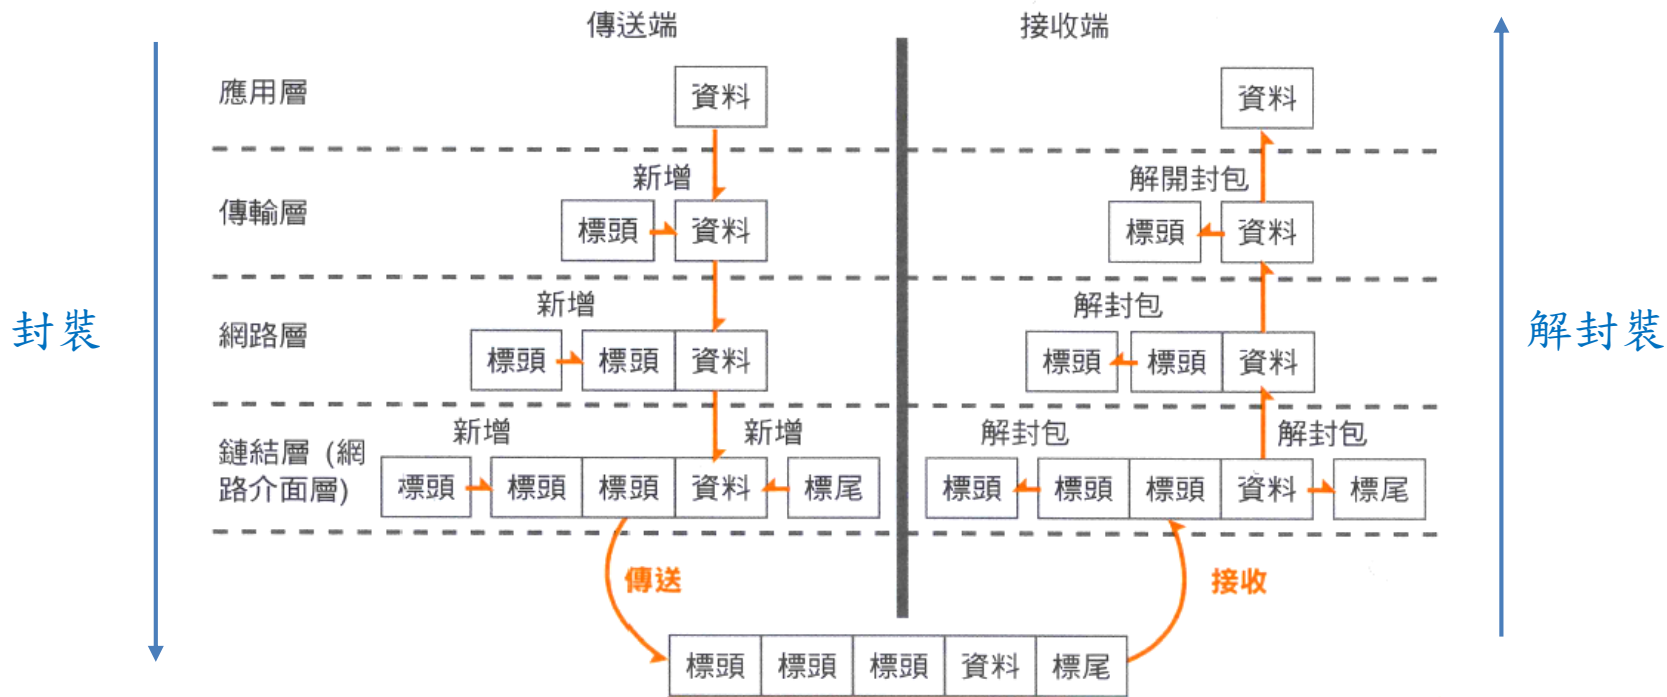 傳送端
接收端
應用層
資料
資料
新增
解開封包
傳輸層
標頭 資料
標頭 資料
新增
解封包
封裝
解封裝
網路層
標頭 標頭 資料
標頭 標頭 資料
新增 新增
解封包 解封包
鏈結層 (網
路介面層)
標頭 標頭 標頭 資料 標尾
標頭 標頭 標頭 資料 標尾
傳送
接收
標頭 標頭 標頭 資料 標尾